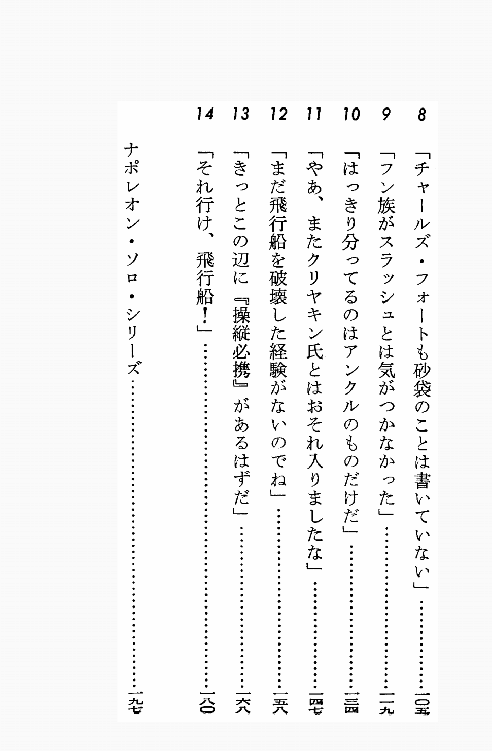 8 「チャールズ・フォートも砂袋のことは書いていない」…………一〇五
9 「フン族がスラッシュとは気がつかなかった」…………一一九
10 「はっきり分ってるのはアンクルのものだけだ」…………一三四
11 「やあ、またクリヤキン氏とはおそれ入りましたな」…………一四七
12 「まだ飛行船を破壊した経験がないのでね」…………一五八
13 「きっとこの辺に『操縦必携』があるはずだ」…………一六八
14 「それ行け、飛行船！」…………一八〇
ナポレオン・ソロ・シリーズ…………一九七